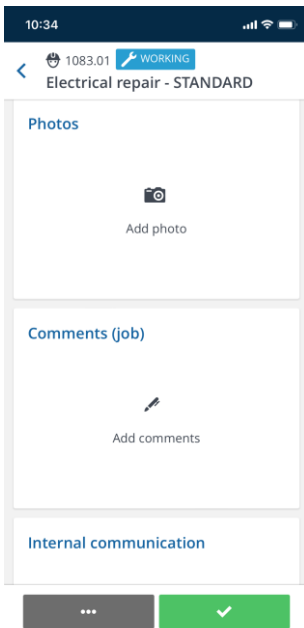 10:34
1083.01 WORKING
Electrical repair - STANDARD
Photos
Add photo
Comments (job)
Add comments
Internal communication